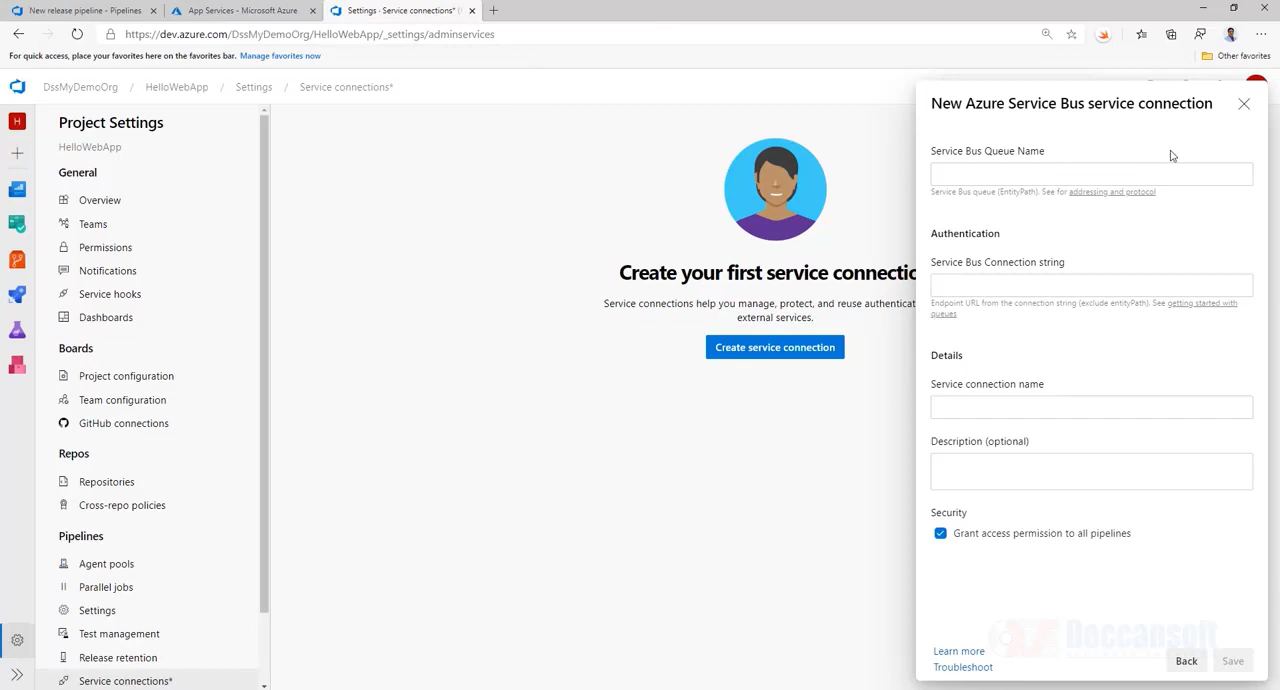 New release pipeline - Pipelines
App Services - Microsoft Azure
Settings · Service connections*
https://dev.azure.com/DssMyDemoOrg/HelloWebApp/_settings/adminservices
For quick access, place your favorites here on the favorites bar. Manage favorites now
Other favorites
DssMyDemoOrg / HelloWebApp / Settings / Service connections*
H
Project Settings
HelloWebApp
General
Overview
Teams
Permissions
Notifications
Service hooks
Dashboards
Boards
Project configuration
Team configuration
GitHub connections
Repos
Repositories
Cross-repo policies
Pipelines
Agent pools
Parallel jobs
Settings
Test management
Release retention
Service connections*
Create your first service connectio
Service connections help you manage, protect, and reuse authenticat
external services.
Create service connection
New Azure Service Bus service connection
Service Bus Queue Name
Service Bus queue (EntityPath). See for addressing and protocol
Authentication
Service Bus Connection string
Endpoint URL from the connection string (exclude entityPath). See getting started with
queues
Details
Service connection name
Description (optional)
Security
Grant access permission to all pipelines
Deccansoft
Learn more
Troubleshoot
Back
Save